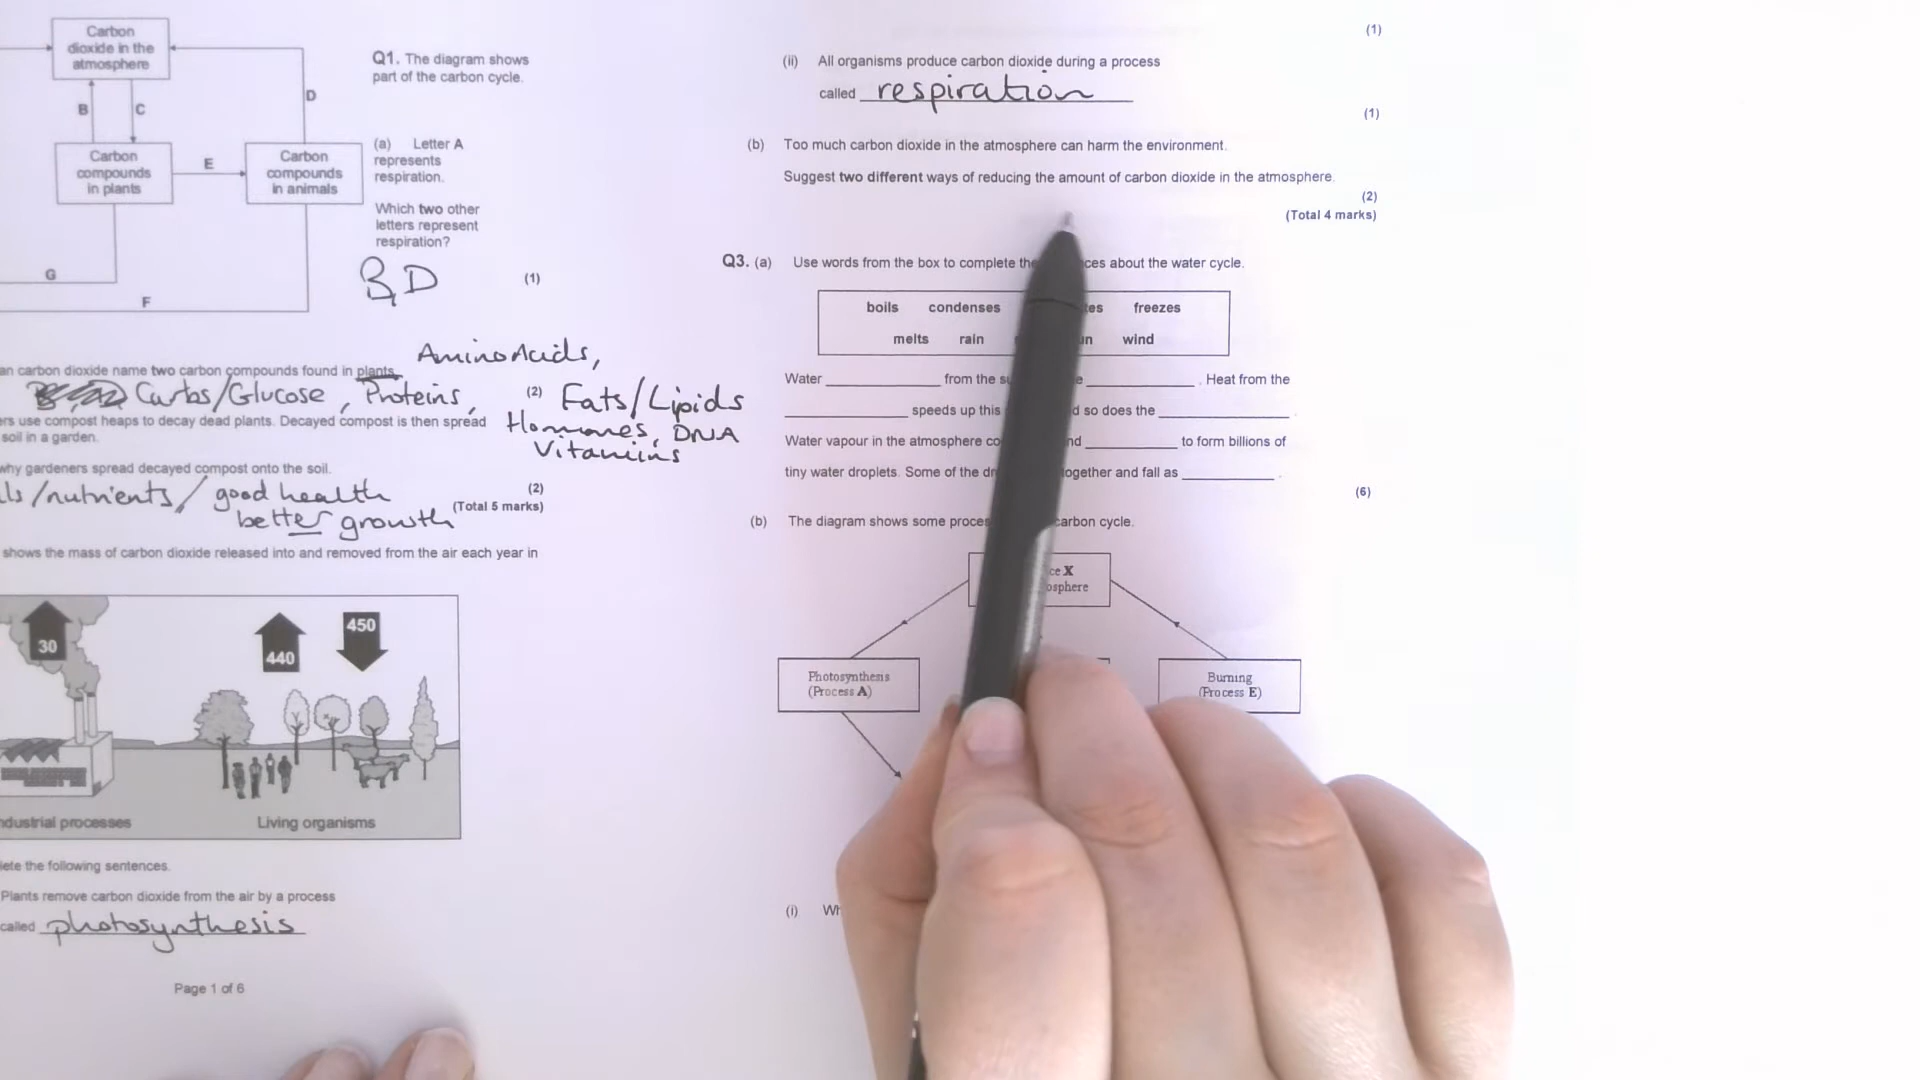 Carbon
dioxide in the
atmosphere
B
C
D
Carbon
compounds
in plants
E
Carbon
compounds
in animals
G
F
Q1. The diagram shows
part of the carbon cycle.
(a) Letter A
represents
respiration.
Which two other
letters represent
respiration?
B, D
(1)
Amino Acids,
an carbon dioxide name two carbon compounds found in plants
Carbs/Glucose, Proteins, (2) Fats/Lipids
ers use compost heaps to decay dead plants. Decayed compost is then spread
soil in a garden.
Hormones, DNA
Vitamins
why gardeners spread decayed compost onto the soil.
ls/nutrients/ good health
better growth
(2)
(Total 5 marks)
shows the mass of carbon dioxide released into and removed from the air each year in
30
440
450
ndustrial processes
Living organisms
lete the following sentences.
Plants remove carbon dioxide from the air by a process
called photosynthesis
Page 1 of 6
(1)
(ii) All organisms produce carbon dioxide during a process
called respiration
(1)
(b) Too much carbon dioxide in the atmosphere can harm the environment.
Suggest two different ways of reducing the amount of carbon dioxide in the atmosphere.
(2)
(Total 4 marks)
Q3. (a) Use words from the box to complete the ces about the water cycle.
boils condenses tes freezes
melts rain un wind
Water from the su e . Heat from the
speeds up this d so does the .
Water vapour in the atmosphere co nd to form billions of
tiny water droplets. Some of the dr ogether and fall as .
(6)
(b) The diagram shows some proces carbon cycle.
ce X
osphere
Photosynthesis
(Process A)
Burning
(Process E)
(i) Wh